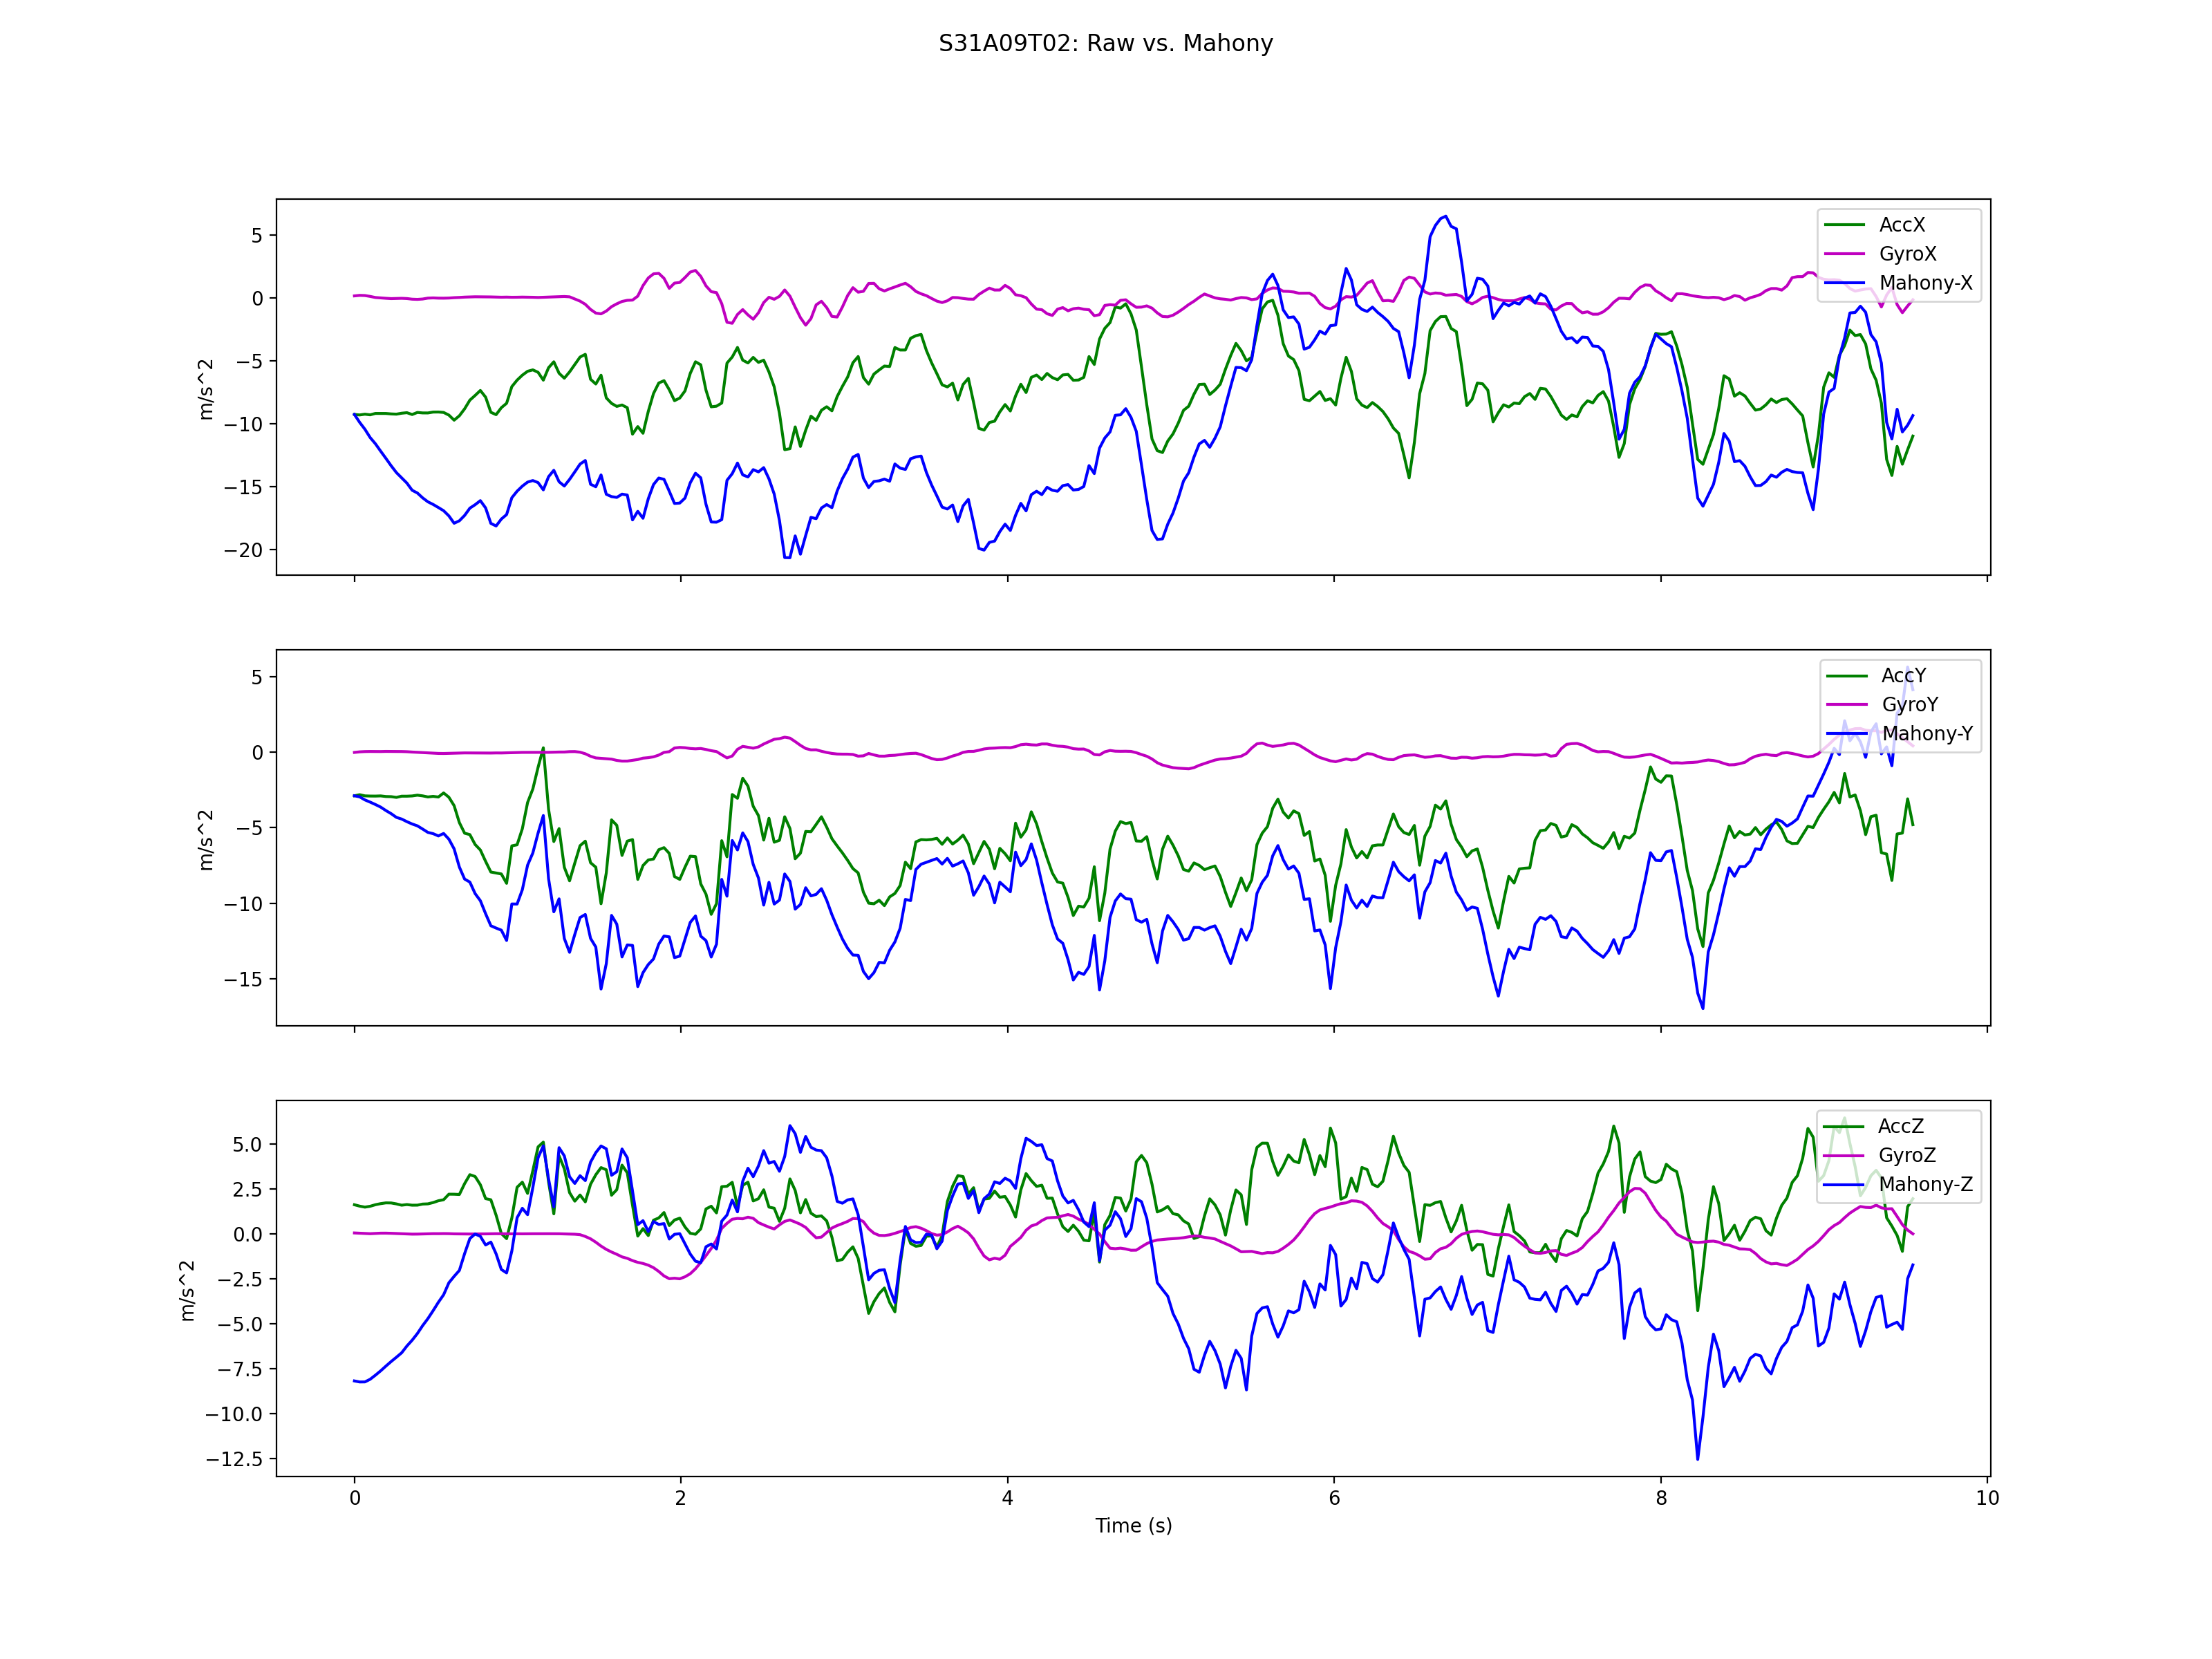 S31A09T02: Raw vs. Mahony
5
0
−5
−10
−15
−20
m/s^2
AccX
GyroX
Mahony-X
5
0
−5
−10
−15
m/s^2
AccY
GyroY
Mahony-Y
5.0
2.5
0.0
−2.5
−5.0
−7.5
−10.0
−12.5
m/s^2
AccZ
GyroZ
Mahony-Z
0 2 4 6 8 10
Time (s)